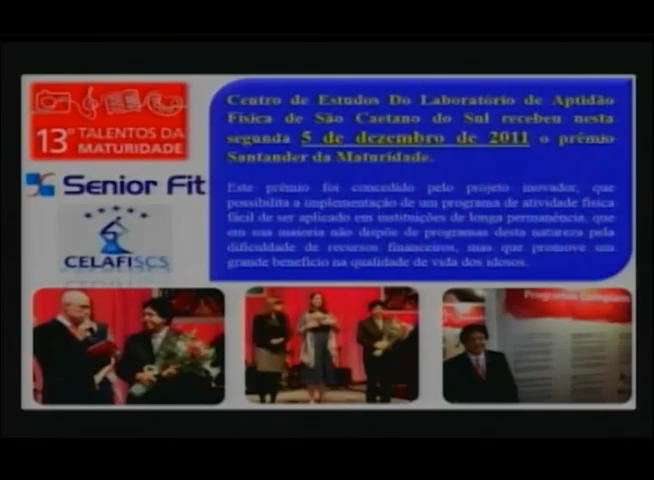 13º TALENTOS DA
MATURIDADE
Senior Fit
CELAFISCS
Centro de Estudos Do Laboratório de Aptidão
Física de São Caetano do Sul recebeu nesta
segunda 5 de dezembro de 2011 o prêmio
Santander da Maturidade.
Este prêmio foi concedido pelo projeto inovador, que
possibilita a implementação de um programa de atividade física
fácil de ser aplicado em instituições de longa permanência, que
em sua maioria não dispõe de programas desta natureza pela
dificuldade de recursos financeiros, mas que promove um
grande benefício na qualidade de vida dos idosos.